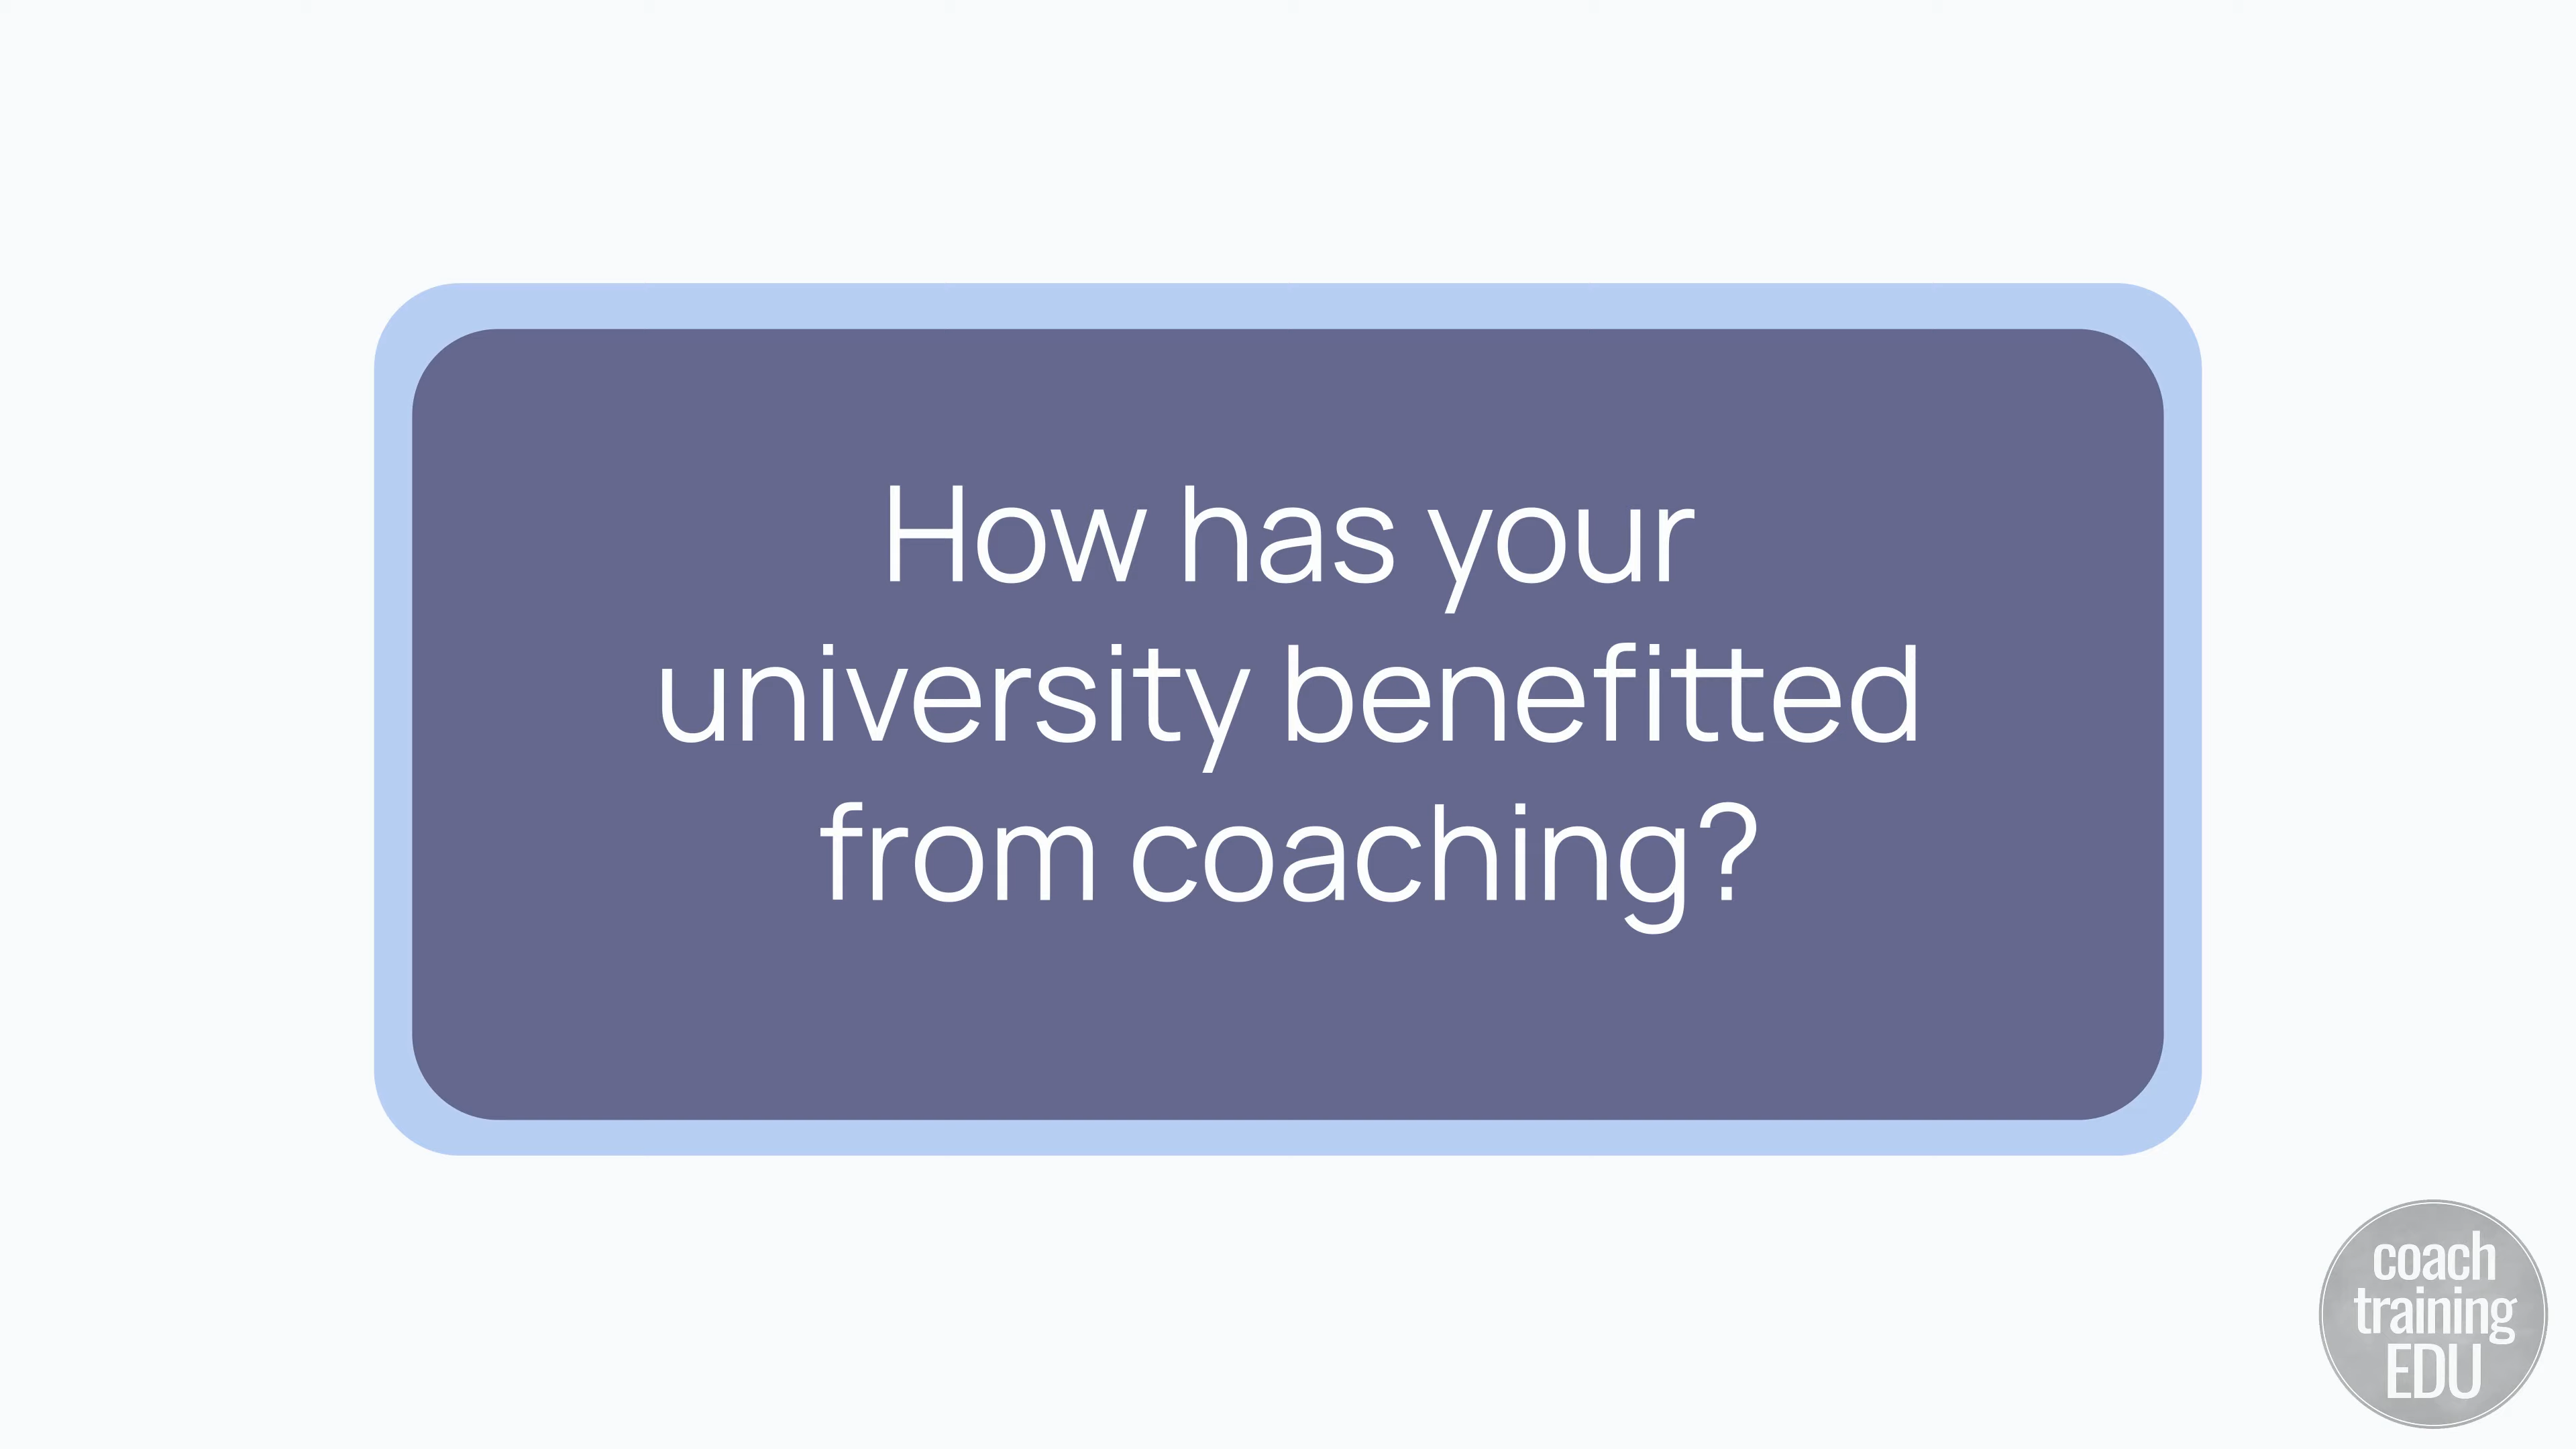 How has your
university benefitted
from coaching?
coach
training
EDU